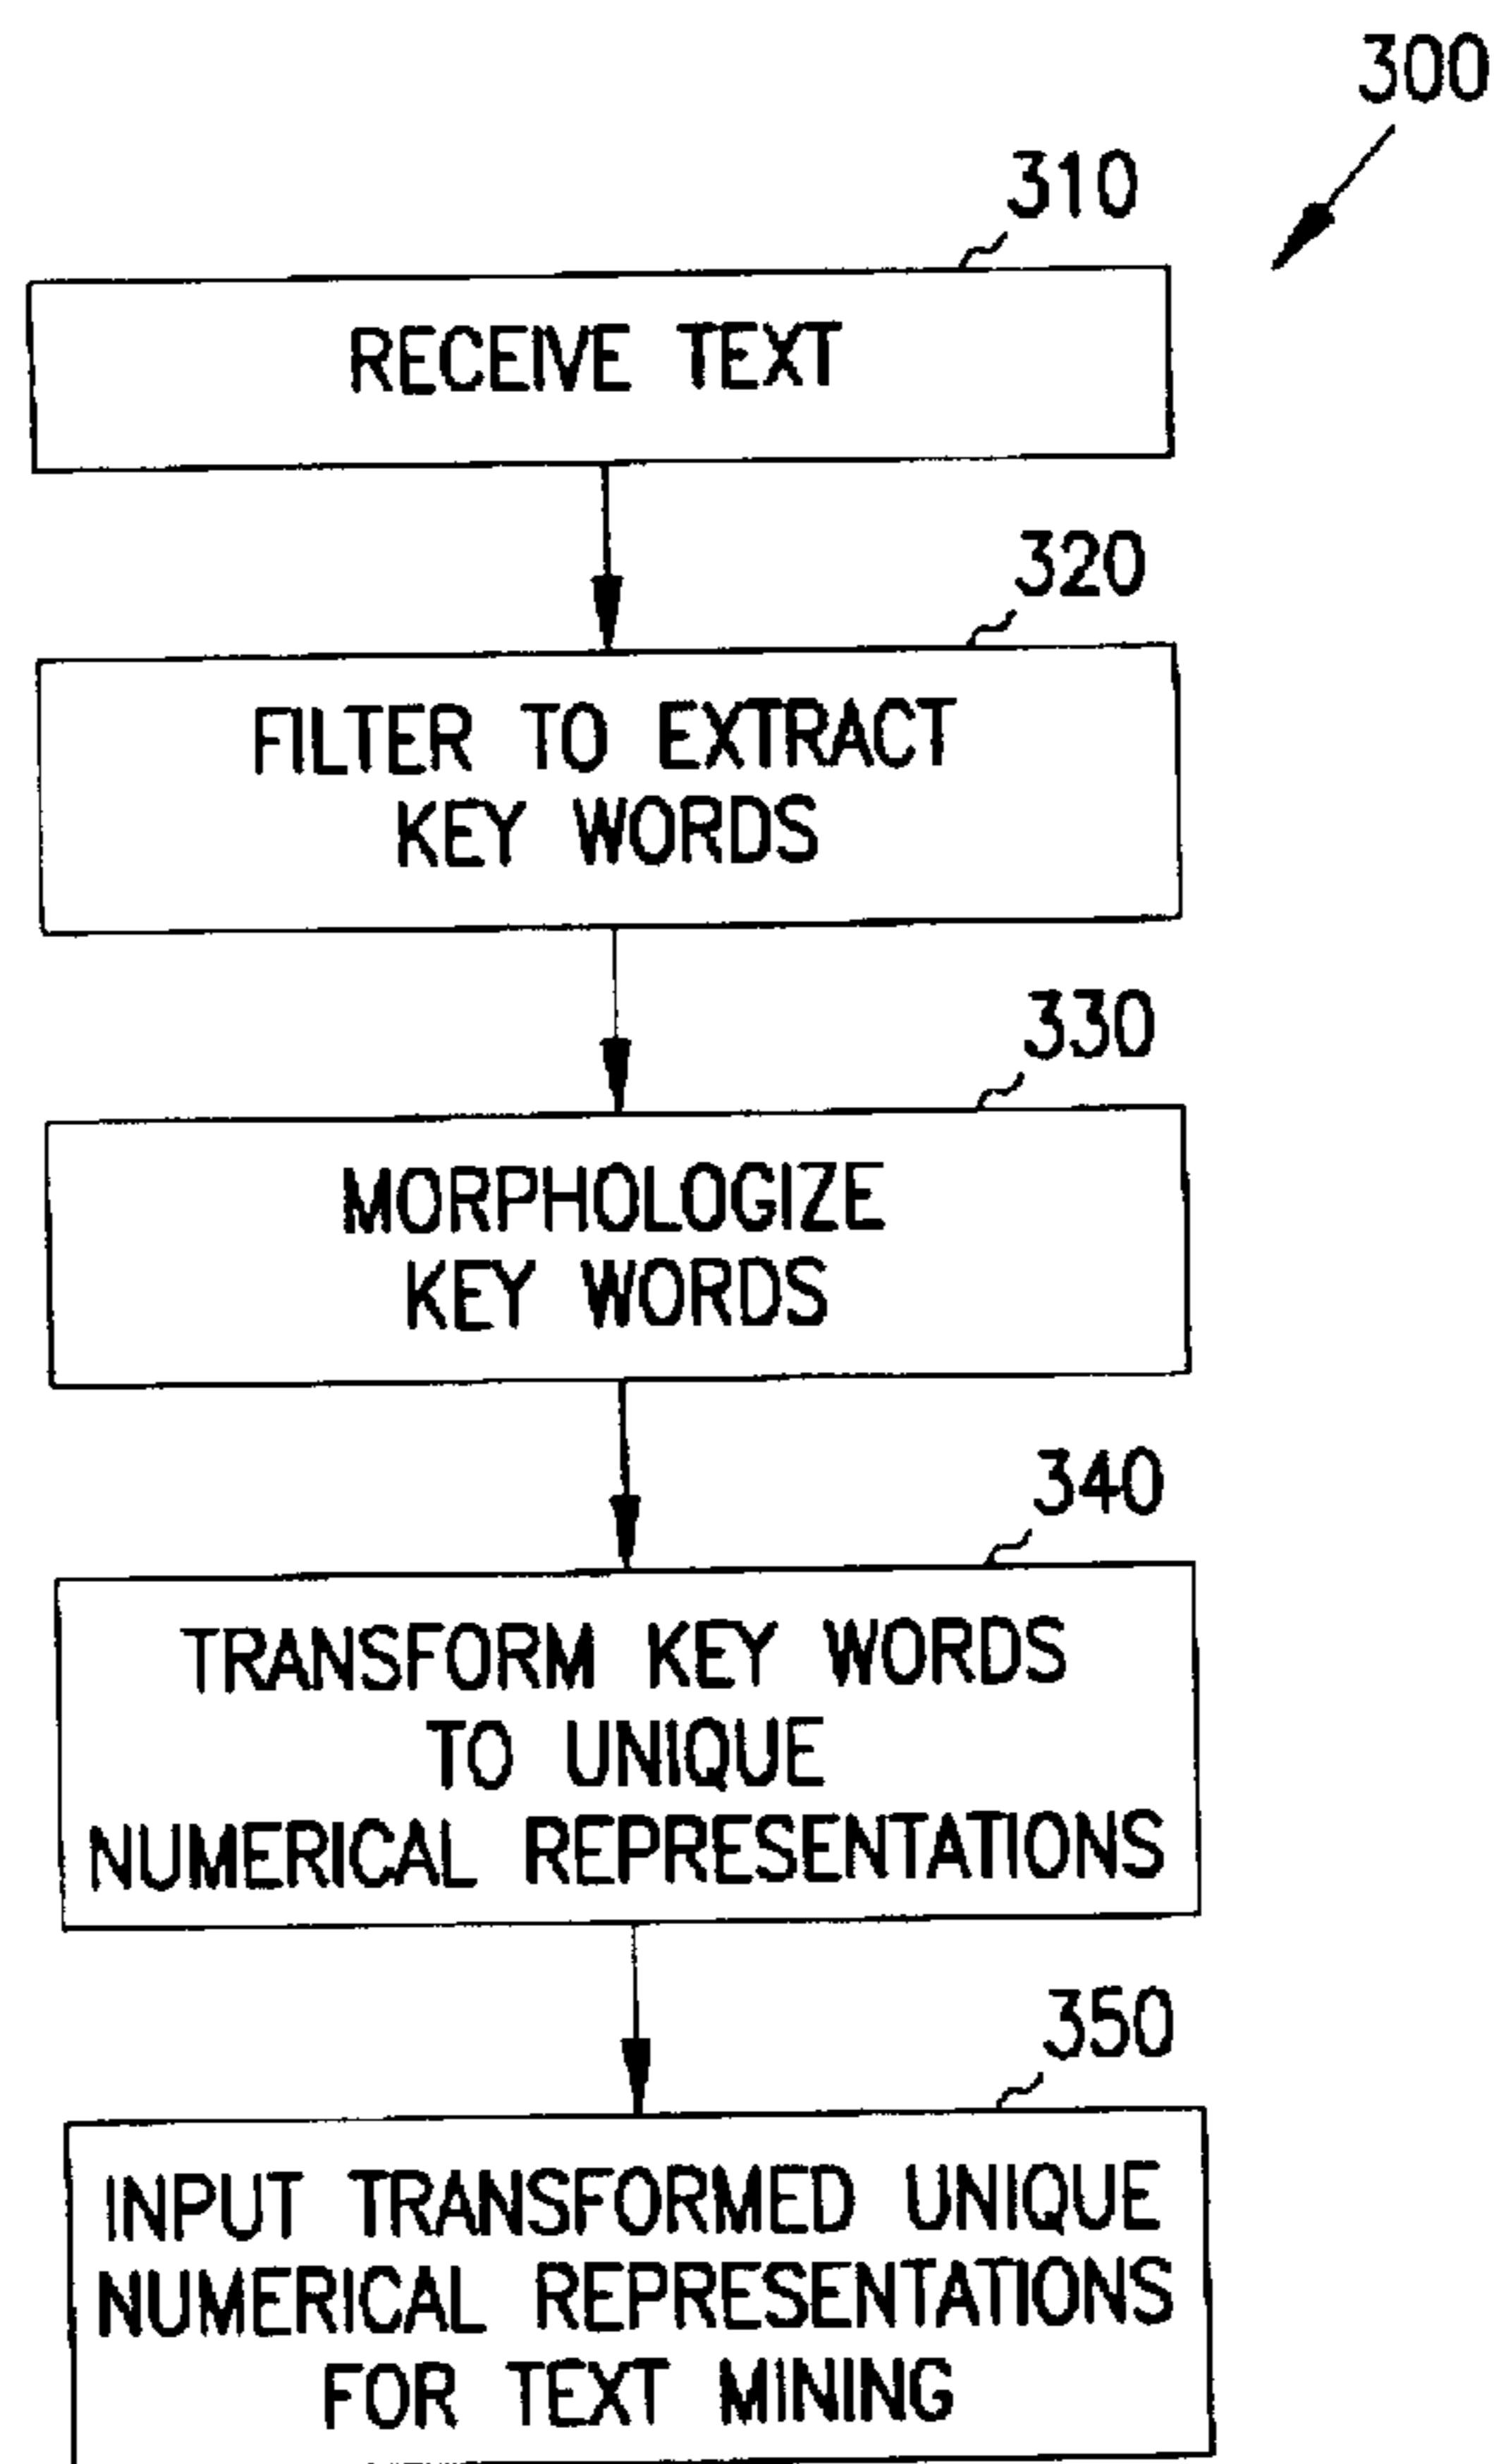 300
310
RECEIVE TEXT
320
FILTER TO EXTRACT
KEY WORDS
330
MORPHOLOGIZE
KEY WORDS
340
TRANSFORM KEY WORDS
TO UNIQUE
NUMERICAL REPRESENTATIONS
350
INPUT TRANSFORMED UNIQUE
NUMERICAL REPRESENTATIONS
FOR TEXT MINING